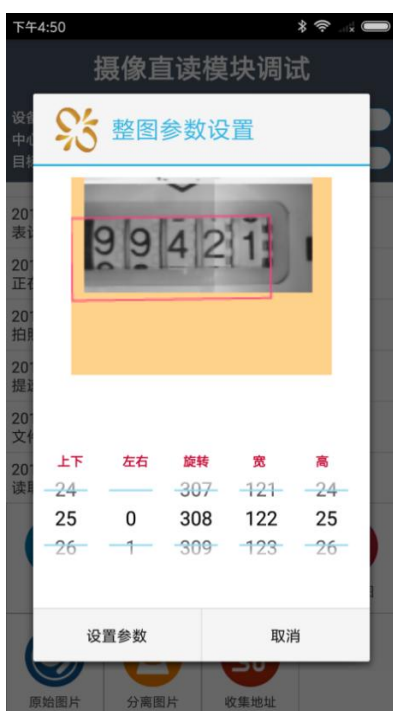 下午4:50
摄像直读模块调试
整图参数设置
99421
上下 左右 旋转 宽 高
24 307 121 24
25 0 308 122 25
26 1 309 123 26
设置参数 取消
原始图片 分离图片 收集地址